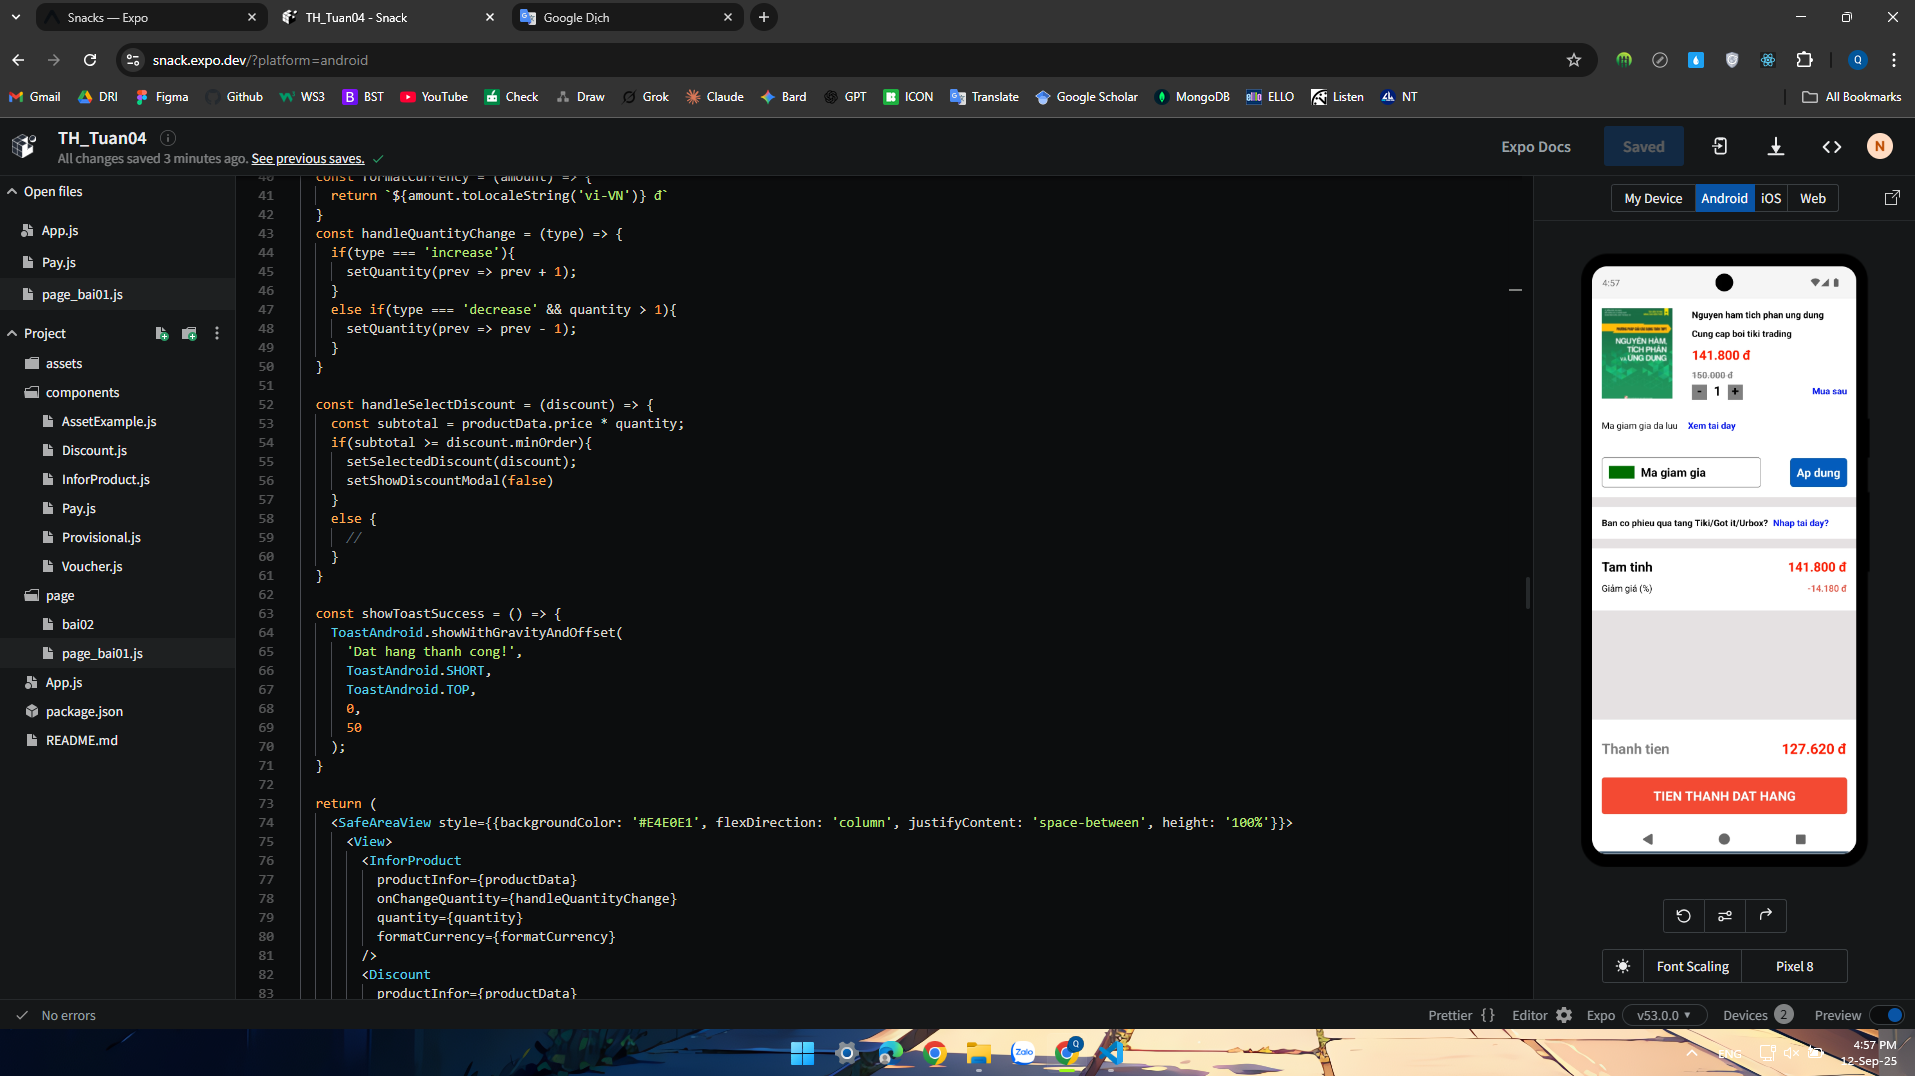 Snacks — Expo
TH_Tuan04 - Snack
Google Dịch
snack.expo.dev/?platform=android
Gmail
DRI
Figma
Github
WS3
BST
YouTube
Check
Draw
Grok
Claude
Bard
GPT
ICON
Translate
Google Scholar
MongoDB
ELLO
Listen
NT
All Bookmarks
TH_Tuan04
All changes saved 3 minutes ago. See previous saves.
Expo Docs
Saved
N
Open files
App.js
Pay.js
page_bai01.js
Project
assets
components
AssetExample.js
Discount.js
InforProduct.js
Pay.js
Provisional.js
Voucher.js
page
bai02
page_bai01.js
App.js
package.json
README.md
40 const formatCurrency = (amount) => {
41 return `${amount.toLocaleString('vi-VN')} đ`
42 }
43 const handleQuantityChange = (type) => {
44 if(type === 'increase'){
45 setQuantity(prev => prev + 1);
46 }
47 else if(type === 'decrease' && quantity > 1){
48 setQuantity(prev => prev - 1);
49 }
50 }
51
52 const handleSelectDiscount = (discount) => {
53 const subtotal = productData.price * quantity;
54 if(subtotal >= discount.minOrder){
55 setSelectedDiscount(discount);
56 setShowDiscountModal(false)
57 }
58 else {
59 //
60 }
61 }
62
63 const showToastSuccess = () => {
64 ToastAndroid.showWithGravityAndOffset(
65 'Dat hang thanh cong!',
66 ToastAndroid.SHORT,
67 ToastAndroid.TOP,
68 0,
69 50
70 );
71 }
72
73 return (
74 <SafeAreaView style={{backgroundColor: '#E4E0E1', flexDirection: 'column', justifyContent: 'space-between', height: '100%'}}>
75 <View>
76 <InforProduct
77 productInfor={productData}
78 onChangeQuantity={handleQuantityChange}
79 quantity={quantity}
80 formatCurrency={formatCurrency}
81 />
82 <Discount
83 productInfor={productData}
My Device
Android
iOS
Web
4:57
NGUYÊN HÀM,
TÍCH PHÂN
VÀ ỨNG DỤNG
Nguyen ham tich phan ung dung
Cung cap boi tiki trading
141.800 đ
150.000 đ
- 1 +
Mua sau
Ma giam gia da luu Xem tai day
Ma giam gia
Ap dung
Ban co phieu qua tang Tiki/Got it/Urbox? Nhap tai day?
Tam tinh 141.800 đ
Giảm giá (%) -14.180 đ
Thanh tien 127.620 đ
TIEN THANH DAT HANG
Font Scaling
Pixel 8
No errors
Prettier { }
Editor
Expo
v53.0.0
Devices 2
Preview
Zalo
Q
ENG
4:57 PM
12-Sep-25